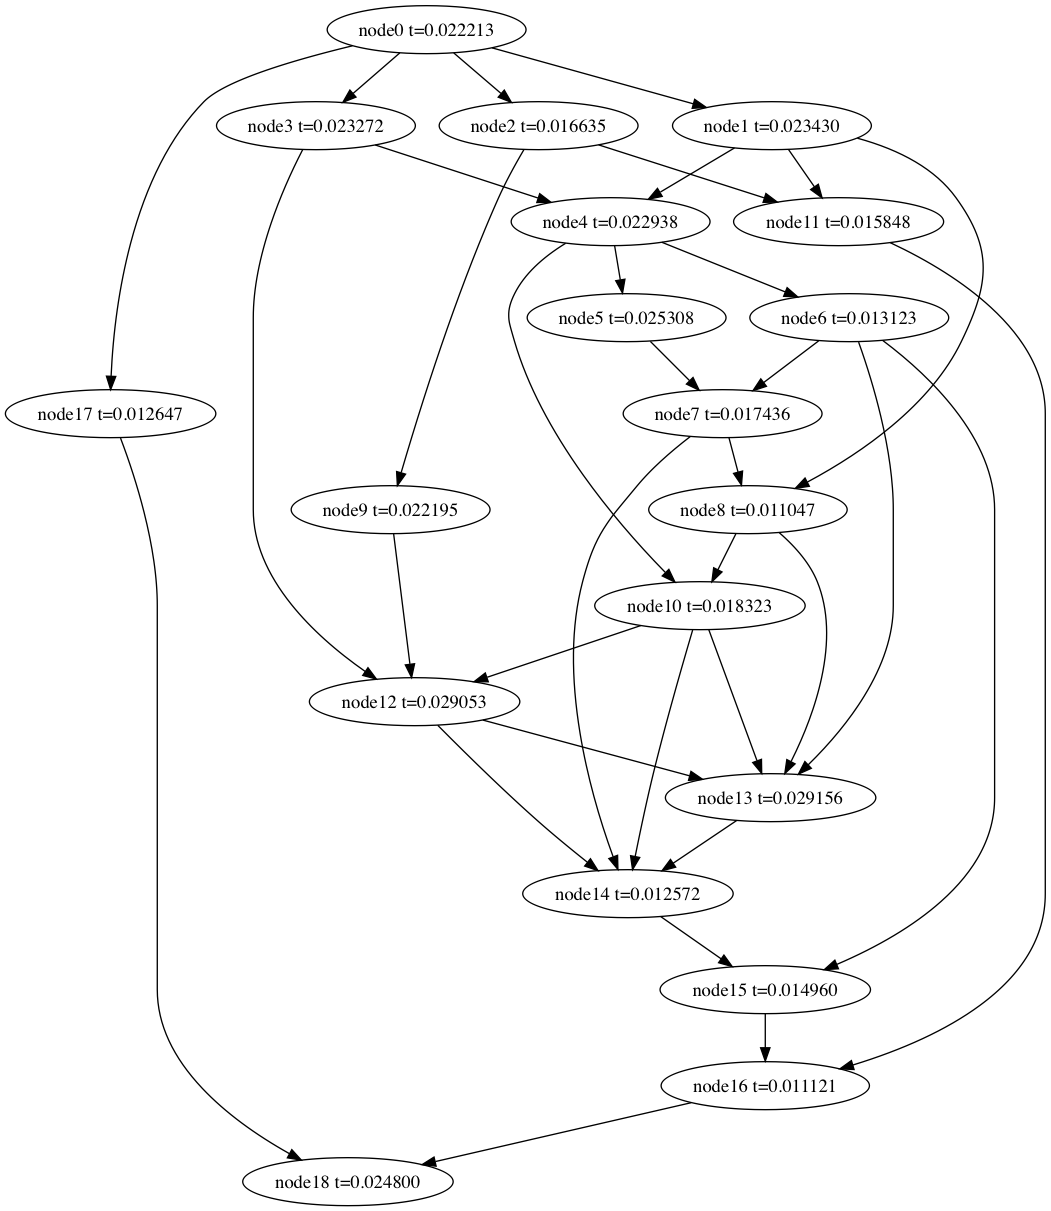 node0 t=0.022213
node3 t=0.023272
node2 t=0.016635
node1 t=0.023430
node4 t=0.022938
node11 t=0.015848
node5 t=0.025308
node6 t=0.013123
node17 t=0.012647
node7 t=0.017436
node9 t=0.022195
node8 t=0.011047
node10 t=0.018323
node12 t=0.029053
node13 t=0.029156
node14 t=0.012572
node15 t=0.014960
node16 t=0.011121
node18 t=0.024800